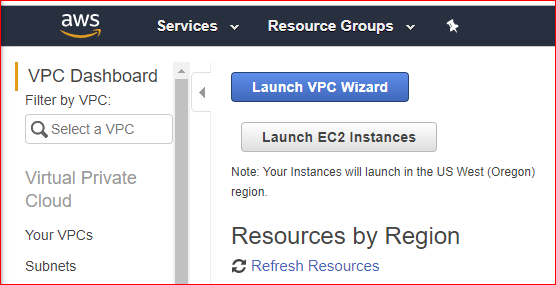 aws
Services
Resource Groups
VPC Dashboard
Filter by VPC:
Select a VPC
Virtual Private
Cloud
Your VPCs
Subnets
Launch VPC Wizard
Launch EC2 Instances
Note: Your Instances will launch in the US West (Oregon)
region.
Resources by Region
Refresh Resources